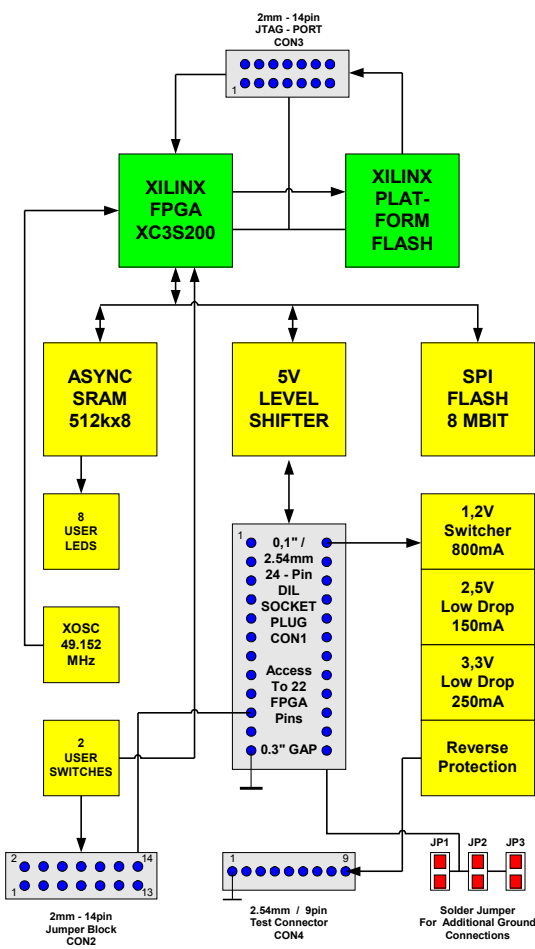 2mm - 14pin
JTAG - PORT
CON3
1
XILINX
FPGA
XC3S200
XILINX
PLAT-
FORM
FLASH
ASYNC
SRAM
512kx8
5V
LEVEL
SHIFTER
SPI
FLASH
8 MBIT
8
USER
LEDS
1
0,1" /
2.54mm
24 - Pin
DIL
SOCKET
PLUG
CON1
Access
To 22
FPGA
Pins
0.3" GAP
1,2V
Switcher
800mA
2,5V
Low Drop
150mA
3,3V
Low Drop
250mA
Reverse
Protection
XOSC
49.152
MHz
2
USER
SWITCHES
2
14
1
13
2mm - 14pin
Jumper Block
CON2
1
9
2.54mm / 9pin
Test Connector
CON4
JP1
JP2
JP3
Solder Jumper
For Additional Ground
Connections